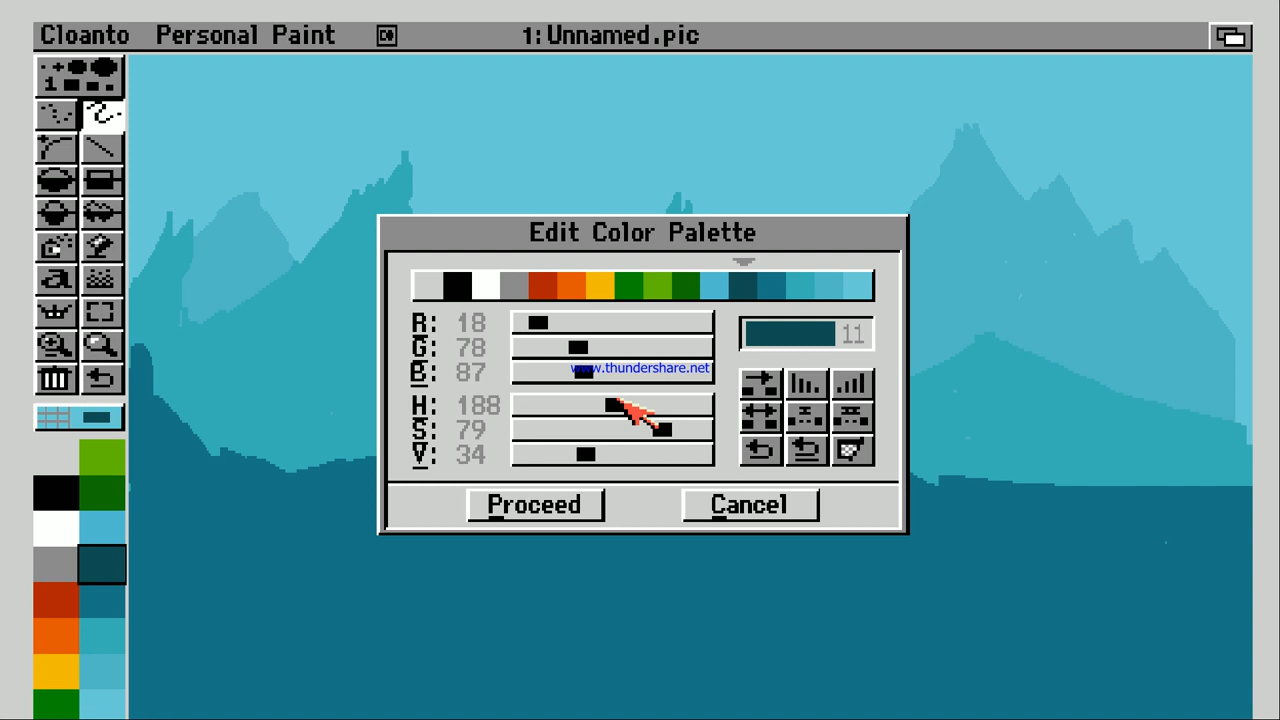 Cloanto Personal Paint
1:Unnamed.pic
1
a
Edit Color Palette
R: 18
G: 78
B: 87
11
www.thundershare.net
H: 188
S: 79
V: 34
Proceed
Cancel